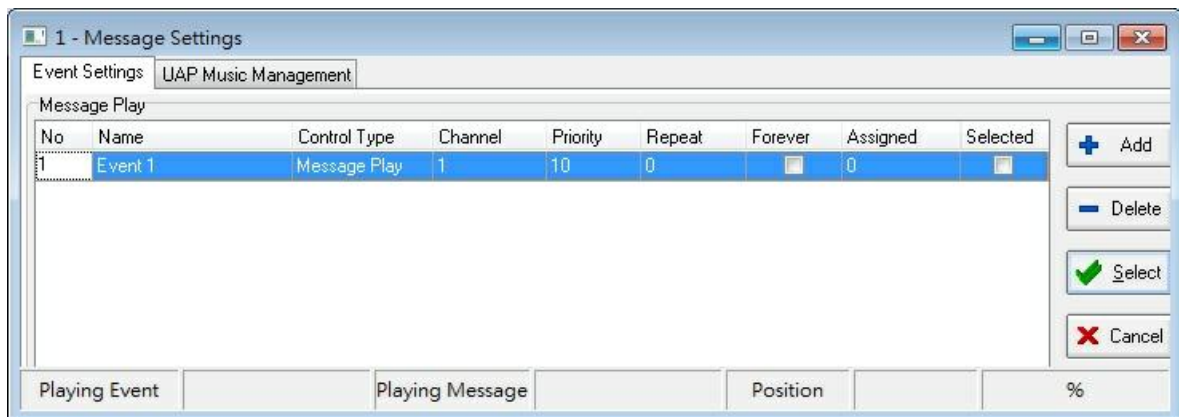 1 - Message Settings
Event Settings UAP Music Management
Message Play
No Name Control Type Channel Priority Repeat Forever Assigned Selected
1 Event 1 Message Play 1 10 0 0
Add
Delete
Select
Cancel
Playing Event Playing Message Position %